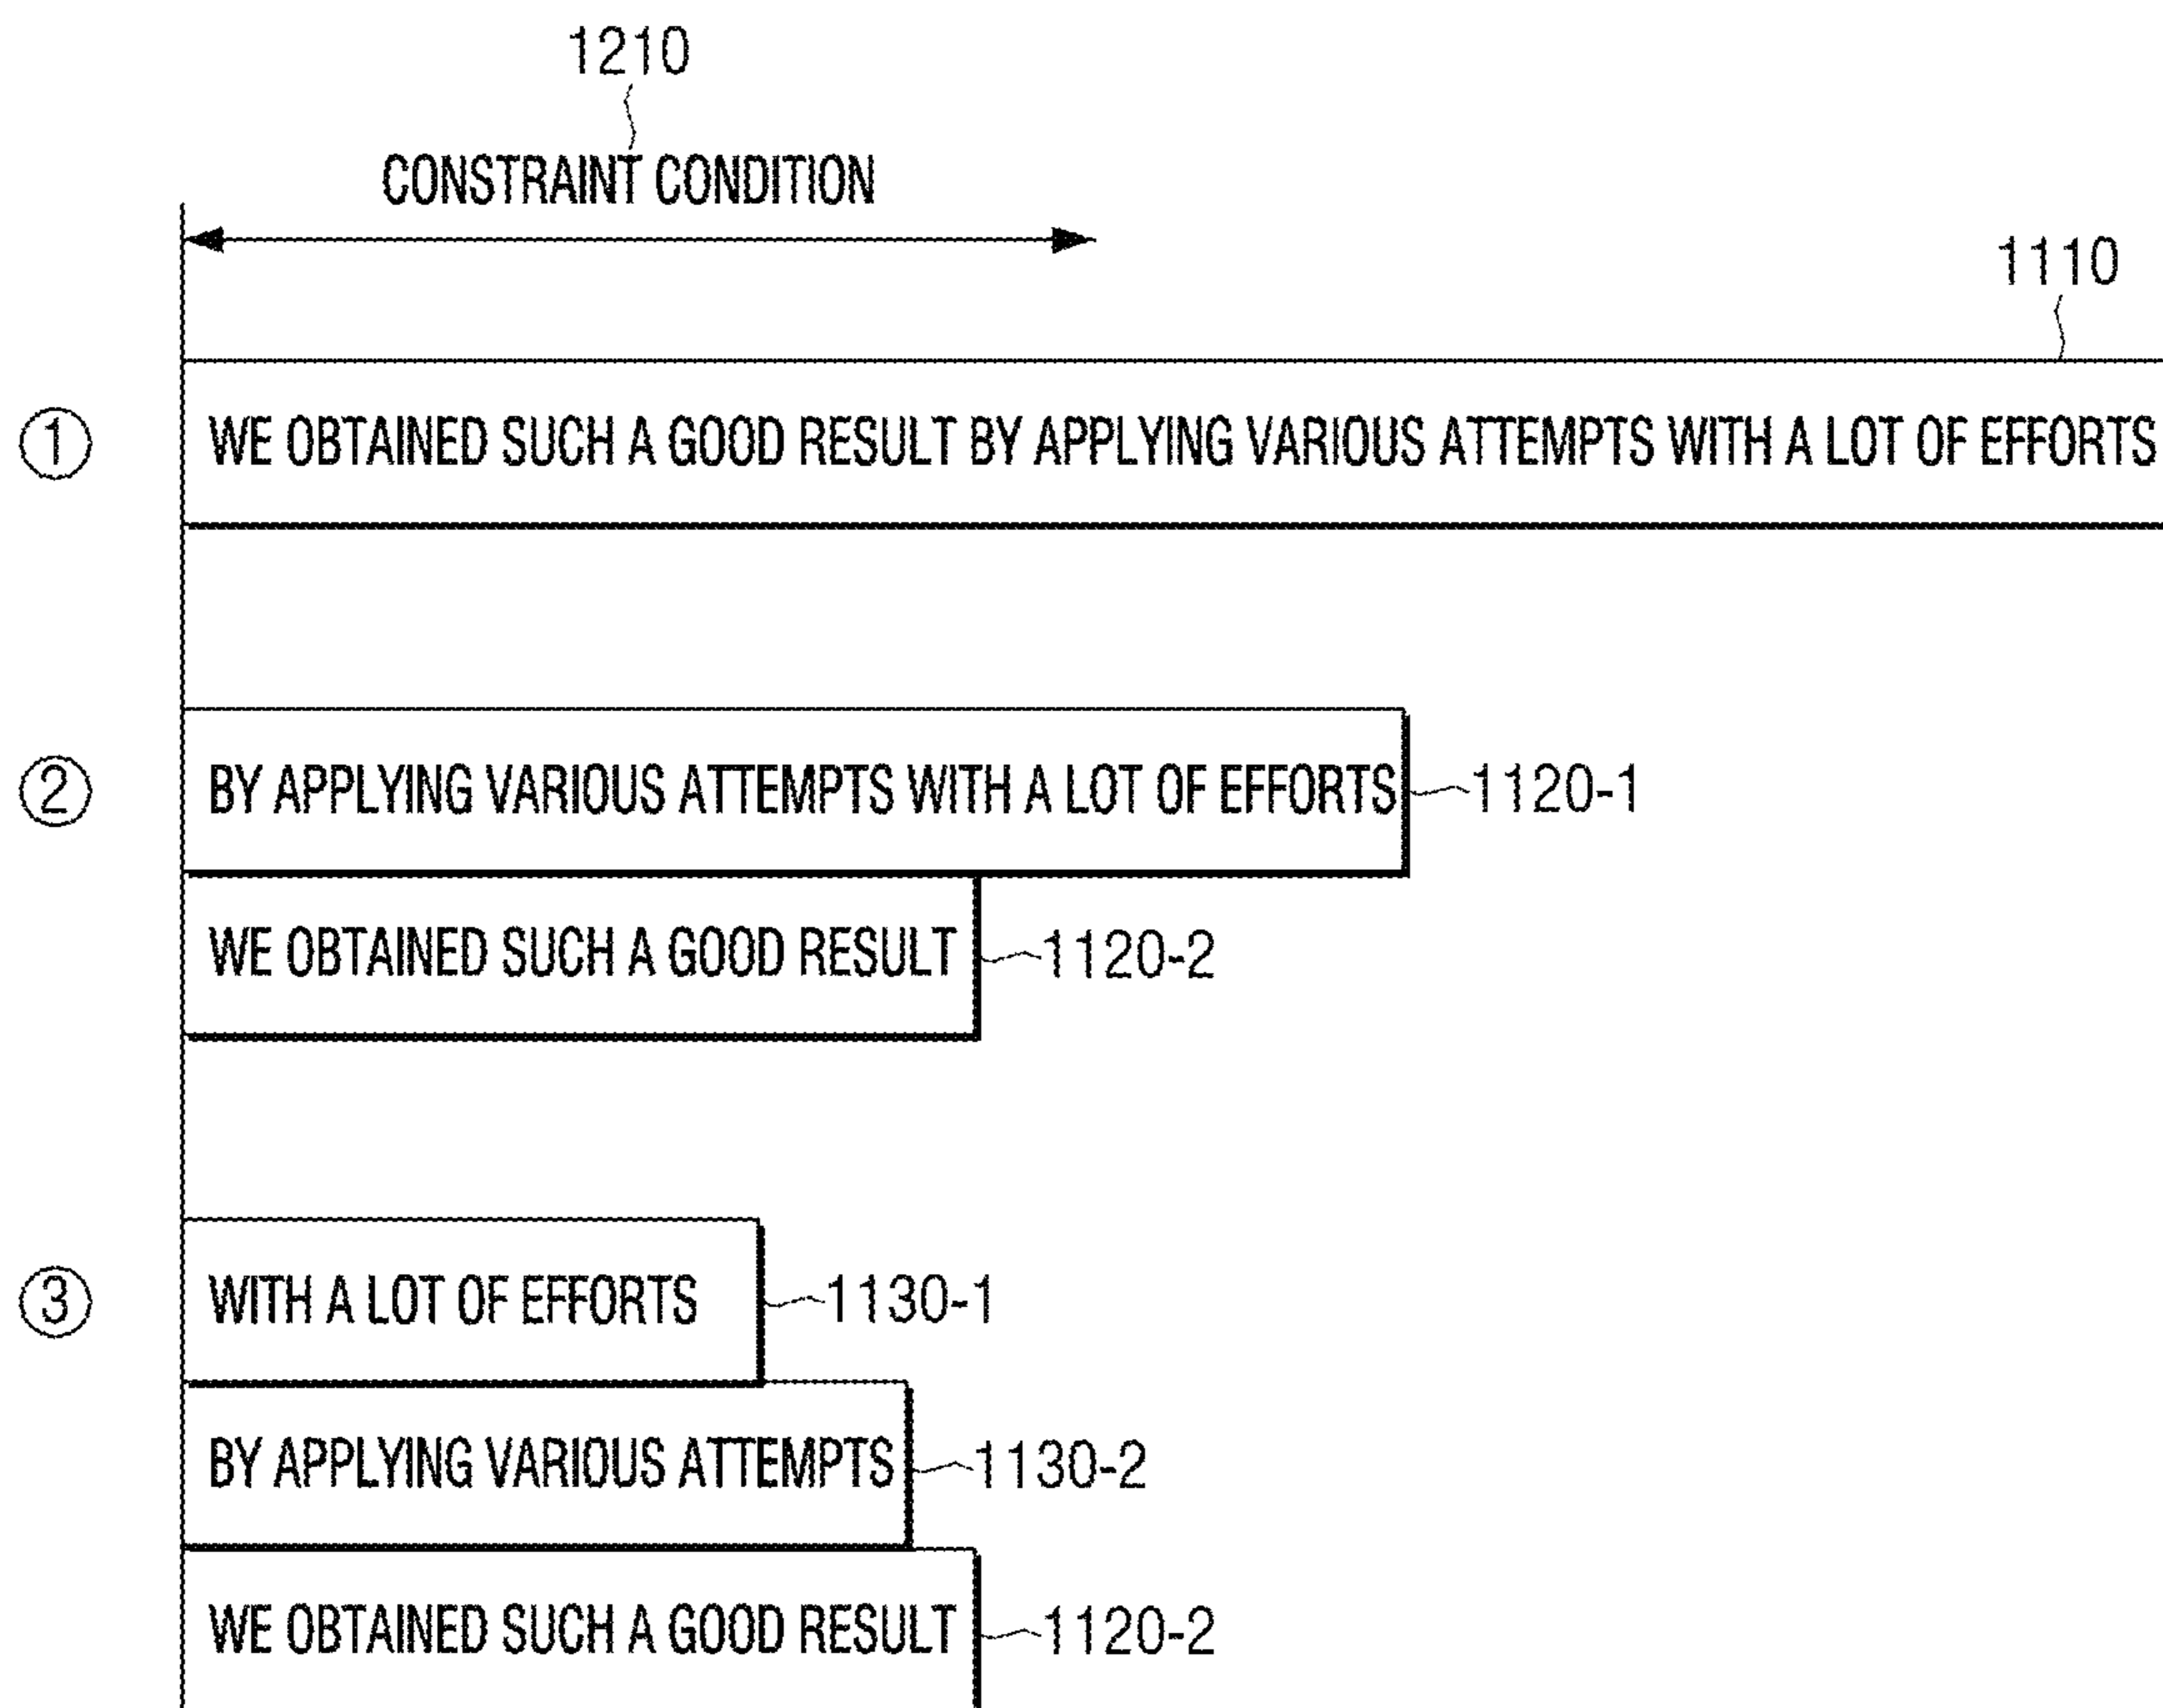 1210
CONSTRAINT CONDITION
1110
① WE OBTAINED SUCH A GOOD RESULT BY APPLYING VARIOUS ATTEMPTS WITH A LOT OF EFFORTS
② BY APPLYING VARIOUS ATTEMPTS WITH A LOT OF EFFORTS 1120-1
WE OBTAINED SUCH A GOOD RESULT 1120-2
③ WITH A LOT OF EFFORTS 1130-1
BY APPLYING VARIOUS ATTEMPTS 1130-2
WE OBTAINED SUCH A GOOD RESULT 1120-2